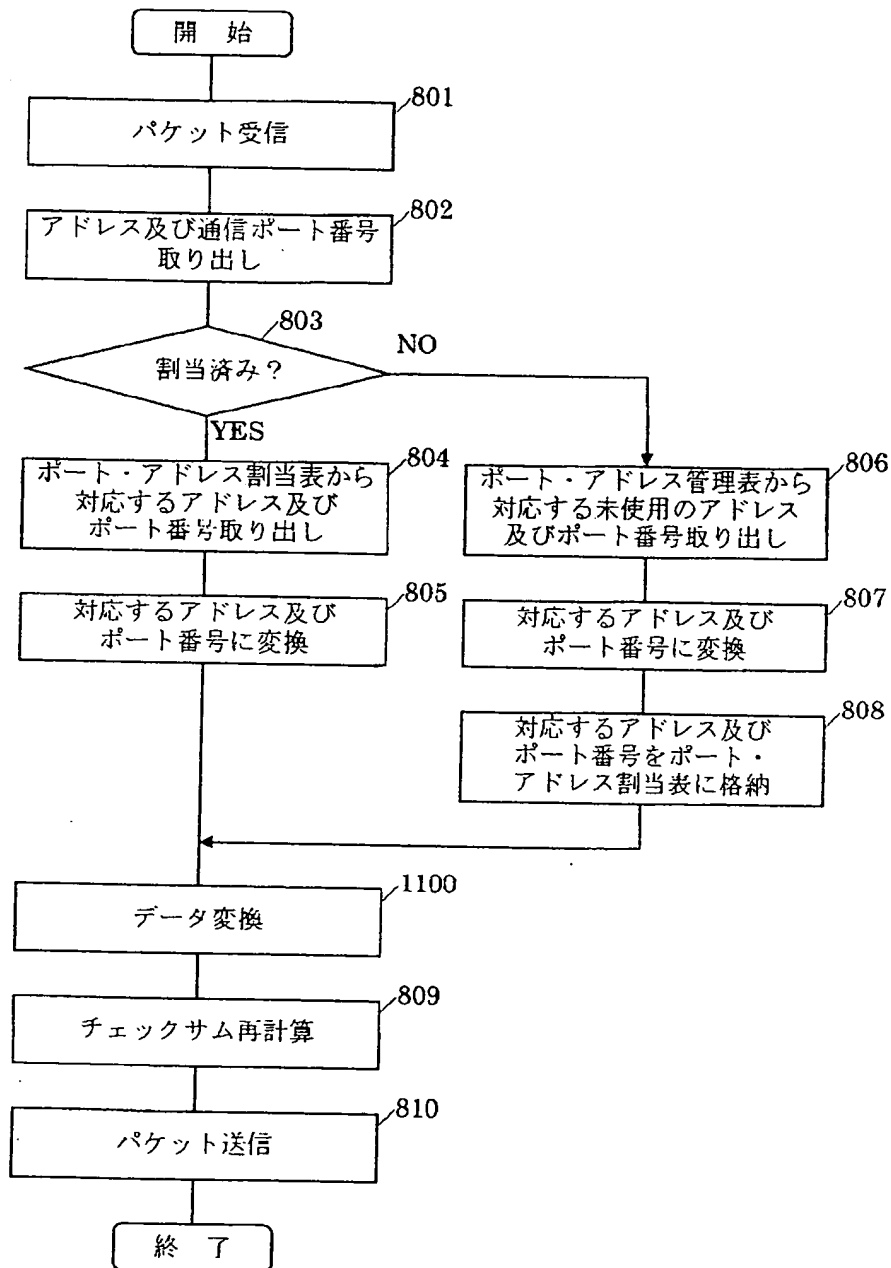 開 始
801
パケット受信
802
アドレス及び通信ポート番号
取り出し
803
割当済み？
NO
YES
804
ポート・アドレス割当表から
対応するアドレス及び
ポート番号取り出し
805
対応するアドレス及び
ポート番号に変換
806
ポート・アドレス管理表から
対応する未使用のアドレス
及びポート番号取り出し
807
対応するアドレス及び
ポート番号に変換
808
対応するアドレス及び
ポート番号をポート・
アドレス割当表に格納
1100
データ変換
809
チェックサム再計算
810
パケット送信
終 了